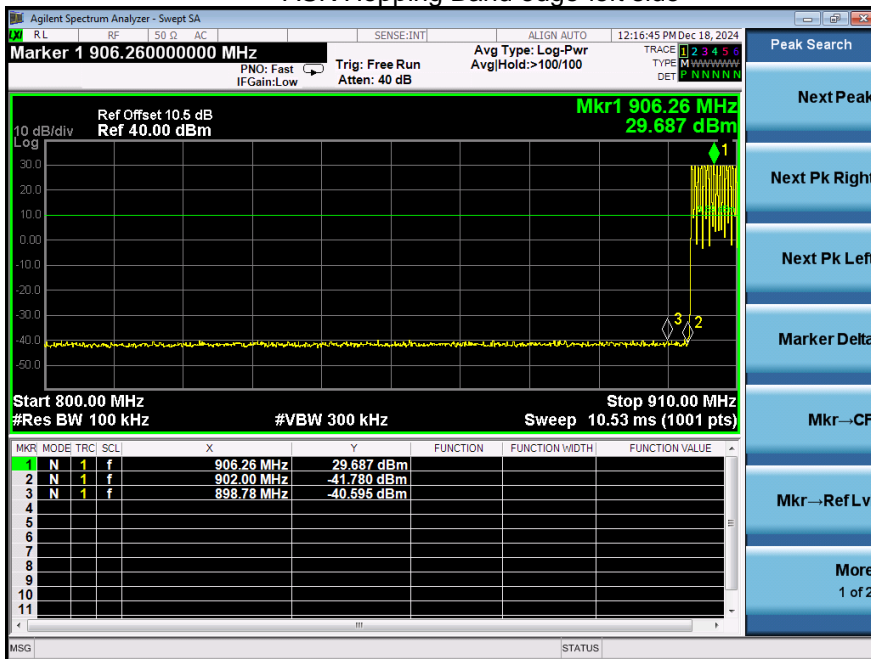 Agilent Spectrum Analyzer - Swept SA
LXI RL RF 50 Ω AC SENSE:INT ALIGN AUTO 12:16:45 PM Dec 18, 2024
Marker 1 906.260000000 MHz
PNO: Fast
IFGain:Low
Trig: Free Run
Atten: 40 dB
Avg Type: Log-Pwr
Avg|Hold:>100/100
TRACE 1 2 3 4 5 6
TYPE M WWWWW
DET P N N N N N
Peak Search
Ref Offset 10.5 dB
Ref 40.00 dBm
10 dB/div
Log
Mkr1 906.26 MHz
29.687 dBm
1
30.0
20.0
10.0
0.00
-10.0
-20.0
-30.0
3 2
-40.0
-50.0
Start 800.00 MHz Stop 910.00 MHz
#Res BW 100 kHz #VBW 300 kHz Sweep 10.53 ms (1001 pts)
MKR MODE TRC SCL X Y FUNCTION FUNCTION WIDTH FUNCTION VALUE
1 N 1 f 906.26 MHz 29.687 dBm
2 N 1 f 902.00 MHz -41.780 dBm
3 N 1 f 898.78 MHz -40.595 dBm
4
5
6
7
8
9
10
11
MSG STATUS
Next Peak
Next Pk Right
Next Pk Left
Marker Delta
Mkr→CF
Mkr→Ref Lv
More
1 of 2